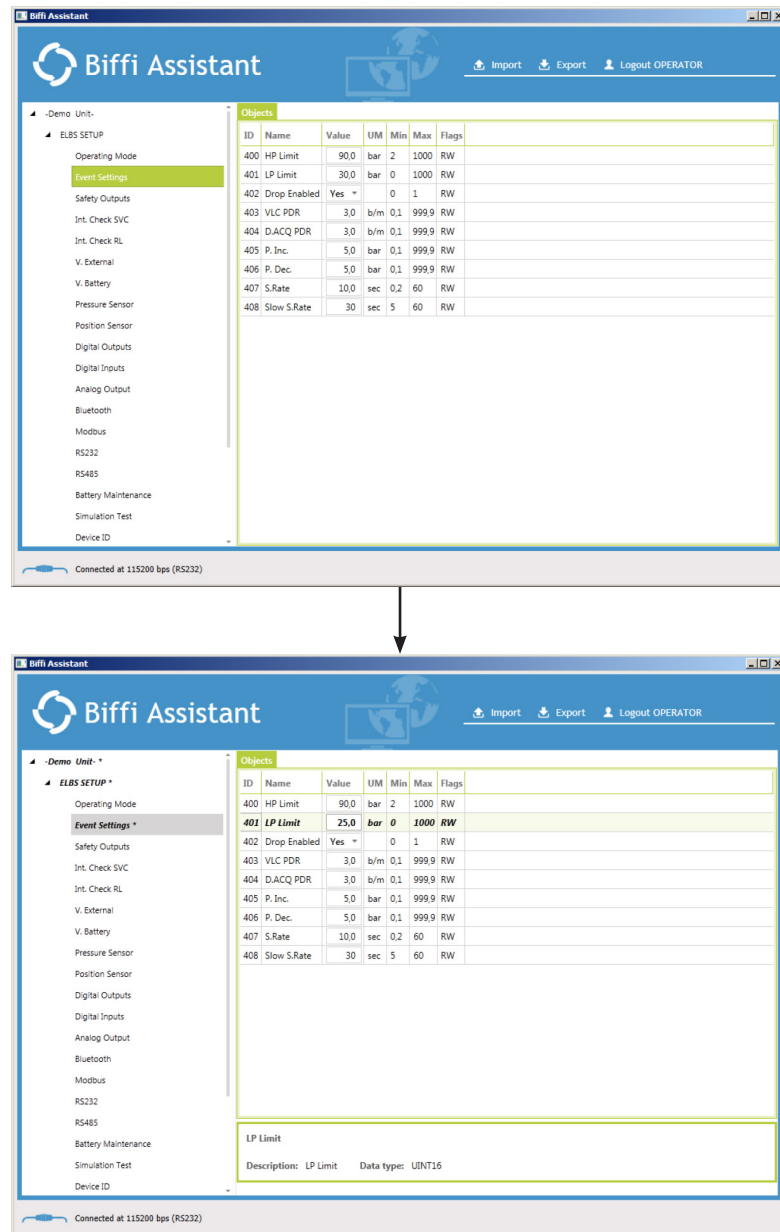 Biffi Assistant
Biffi Assistant
Import Export Logout OPERATOR
-Demo Unit-
ELBS SETUP
Operating Mode
Event Settings
Safety Outputs
Int. Check SVC
Int. Check RL
V. External
V. Battery
Pressure Sensor
Position Sensor
Digital Outputs
Digital Inputs
Analog Output
Bluetooth
Modbus
RS232
RS485
Battery Maintenance
Simulation Test
Device ID
Objects
ID Name Value UM Min Max Flags
400 HP Limit 90,0 bar 2 1000 RW
401 LP Limit 30,0 bar 0 1000 RW
402 Drop Enabled Yes 0 1 RW
403 VLC PDR 3,0 b/m 0,1 999,9 RW
404 D.ACQ PDR 3,0 b/m 0,1 999,9 RW
405 P. Inc. 5,0 bar 0,1 999,9 RW
406 P. Dec. 5,0 bar 0,1 999,9 RW
407 S.Rate 10,0 sec 0,2 60 RW
408 Slow S.Rate 30 sec 5 60 RW
Connected at 115200 bps (RS232)
Biffi Assistant
Biffi Assistant
Import Export Logout OPERATOR
-Demo Unit- *
ELBS SETUP *
Operating Mode
Event Settings *
Safety Outputs
Int. Check SVC
Int. Check RL
V. External
V. Battery
Pressure Sensor
Position Sensor
Digital Outputs
Digital Inputs
Analog Output
Bluetooth
Modbus
RS232
RS485
Battery Maintenance
Simulation Test
Device ID
Objects
ID Name Value UM Min Max Flags
400 HP Limit 90,0 bar 2 1000 RW
401 LP Limit 25,0 bar 0 1000 RW
402 Drop Enabled Yes 0 1 RW
403 VLC PDR 3,0 b/m 0,1 999,9 RW
404 D.ACQ PDR 3,0 b/m 0,1 999,9 RW
405 P. Inc. 5,0 bar 0,1 999,9 RW
406 P. Dec. 5,0 bar 0,1 999,9 RW
407 S.Rate 10,0 sec 0,2 60 RW
408 Slow S.Rate 30 sec 5 60 RW
LP Limit
Description: LP Limit Data type: UINT16
Connected at 115200 bps (RS232)